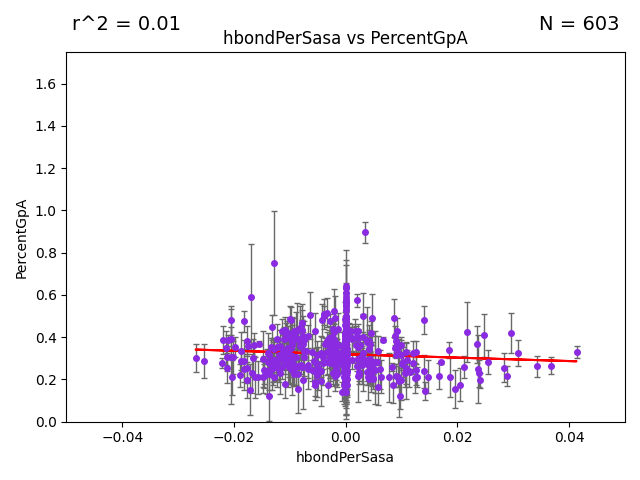 r^2 = 0.01
N = 603
hbondPerSasa vs PercentGpA
1.6
1.4
1.2
1.0
0.8
0.6
0.4
0.2
0.0
PercentGpA
−0.04 −0.02 0.00 0.02 0.04
hbondPerSasa